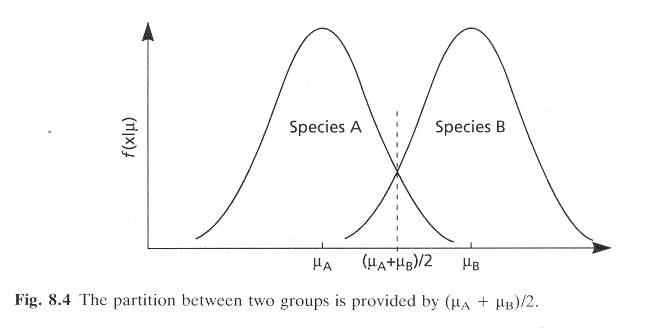 f(x|μ)
Species A
Species B
μA
(μA+μB)/2
μB
Fig. 8.4 The partition between two groups is provided by (μA + μB)/2.